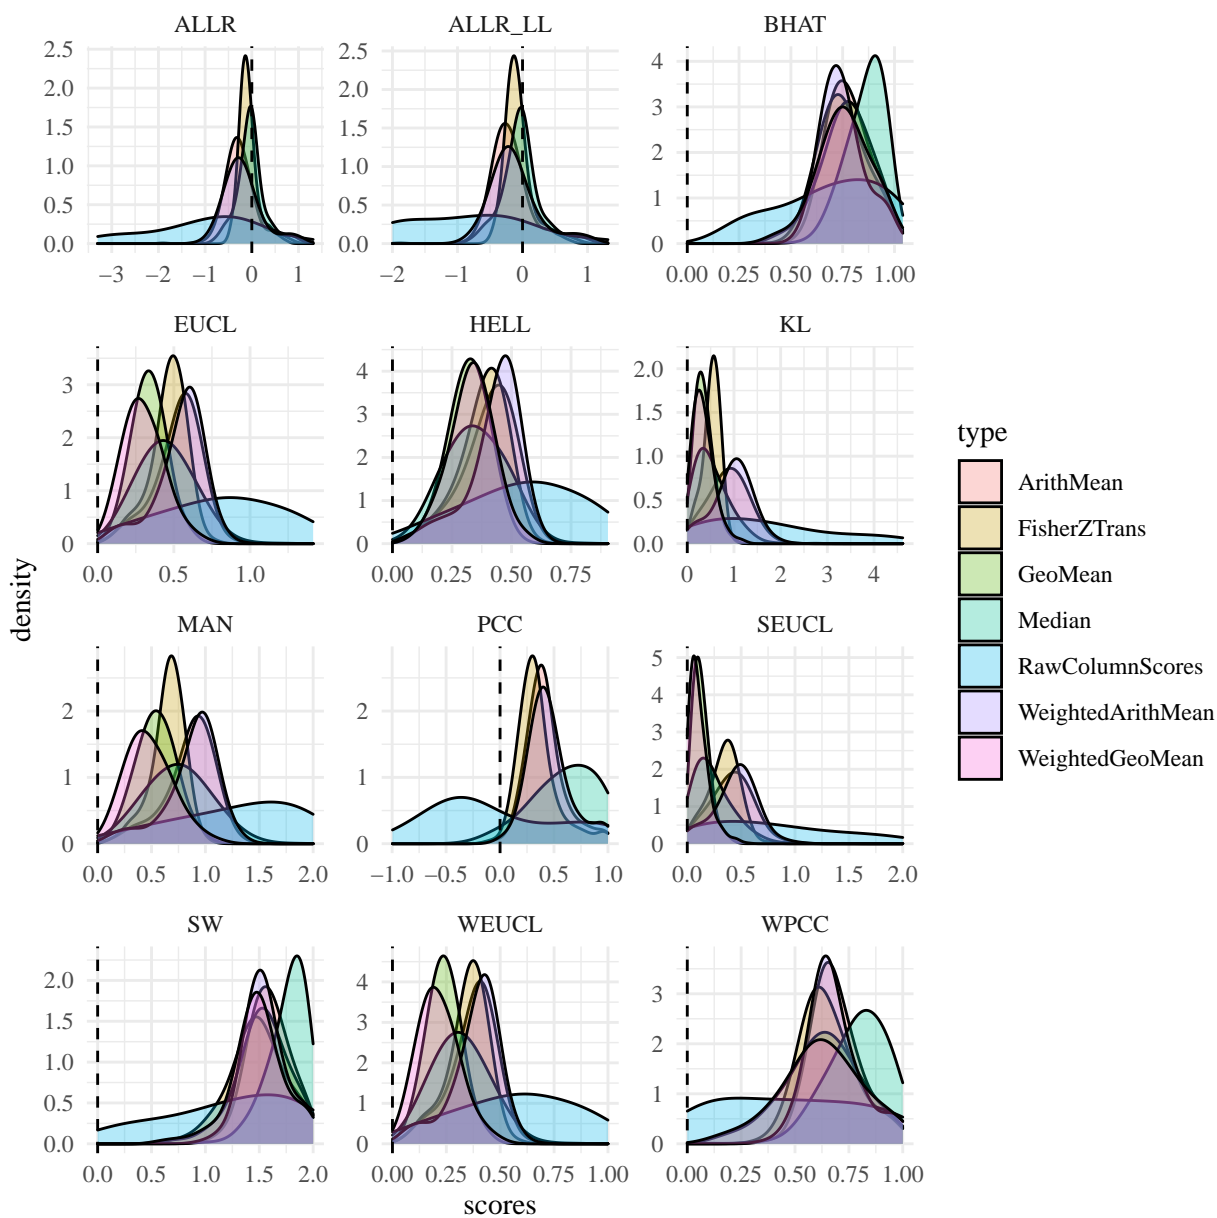 ALLR ALLR_LL BHAT
2.5 2.0 1.5 1.0 0.5 0.0
2.5 2.0 1.5 1.0 0.5 0.0
4 3 2 1 0
−3 −2 −1 0 1
−2 −1 0 1
0.00 0.25 0.50 0.75 1.00
EUCL HELL KL
3 2 1 0
4 3 2 1 0
2.0 1.5 1.0 0.5 0.0
0.0 0.5 1.0
0.00 0.25 0.50 0.75
0 1 2 3 4
density
MAN PCC SEUCL
2 1 0
2 1 0
5 4 3 2 1 0
0.0 0.5 1.0 1.5 2.0
−1.0 −0.5 0.0 0.5 1.0
0.0 0.5 1.0 1.5 2.0
SW WEUCL WPCC
2.0 1.5 1.0 0.5 0.0
4 3 2 1 0
3 2 1 0
0.0 0.5 1.0 1.5 2.0
0.00 0.25 0.50 0.75 1.00
0.00 0.25 0.50 0.75 1.00
scores
type
ArithMean
FisherZTrans
GeoMean
Median
RawColumnScores
WeightedArithMean
WeightedGeoMean